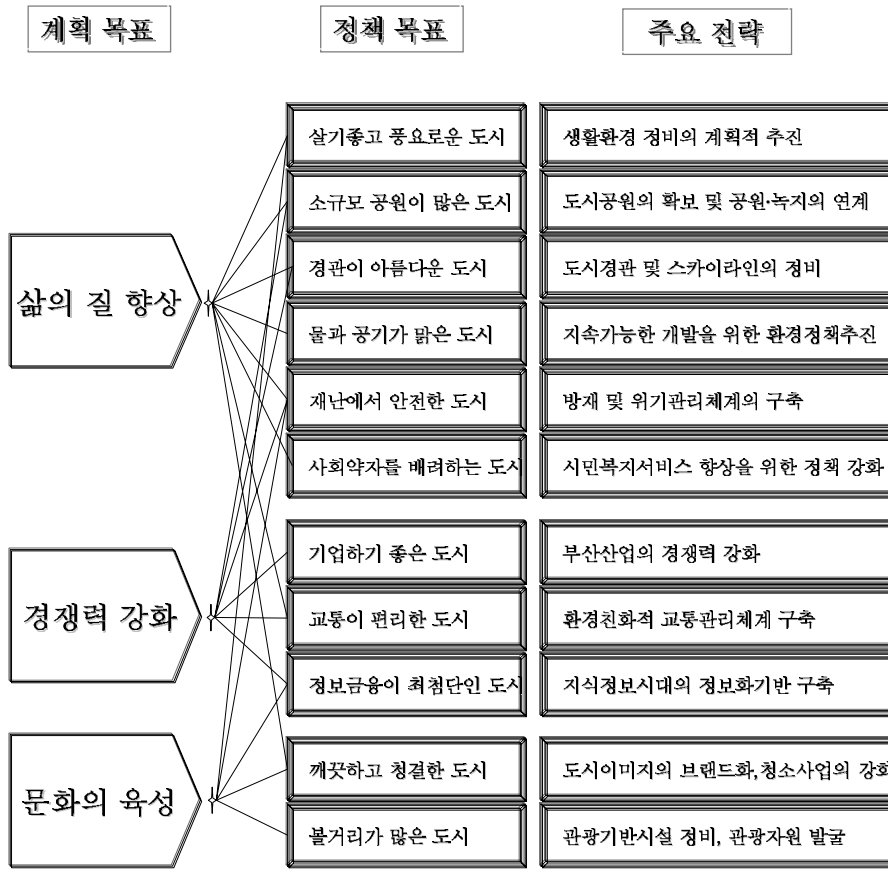 계획 목표
정책 목표
주요 전략
삶의 질 향상
살기좋고 풍요로운 도시
생활환경 정비의 계획적 추진
소규모 공원이 많은 도시
도시공원의 확보 및 공원·녹지의 연계
경관이 아름다운 도시
도시경관 및 스카이라인의 정비
물과 공기가 맑은 도시
지속가능한 개발을 위한 환경정책추진
재난에서 안전한 도시
방재 및 위기관리체계의 구축
사회약자를 배려하는 도시
시민복지서비스 향상을 위한 정책 강화
경쟁력 강화
기업하기 좋은 도시
부산산업의 경쟁력 강화
교통이 편리한 도시
환경친화적 교통관리체계 구축
정보금융이 최첨단인 도시
지식정보시대의 정보화기반 구축
문화의 육성
깨끗하고 청결한 도시
도시이미지의 브랜드화,청소사업의 강화
볼거리가 많은 도시
관광기반시설 정비, 관광자원 발굴